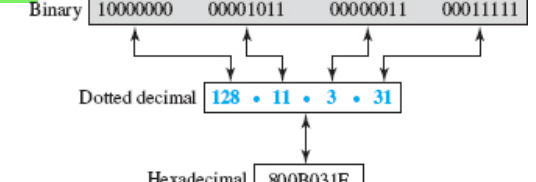 Binary 10000000 00001011 00000011 00011111
Dotted decimal 128 • 11 • 3 • 31
Hexadecimal 800B031F